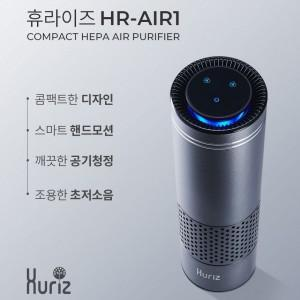 휴라이즈 HR-AIR1
COMPACT HEPA AIR PURIFIER
콤팩트한 디자인
스마트 핸드모션
깨끗한 공기청정
조용한 초저소음
Huriz
Huriz